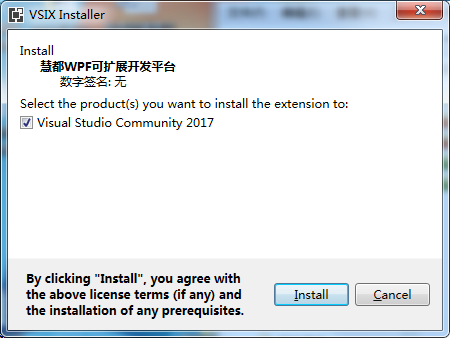 VSIX Installer
Install
慧都WPF可扩展开发平台
数字签名: 无
Select the product(s) you want to install the extension to:
Visual Studio Community 2017
By clicking "Install", you agree with
the above license terms (if any) and
the installation of any prerequisites.
Install
Cancel